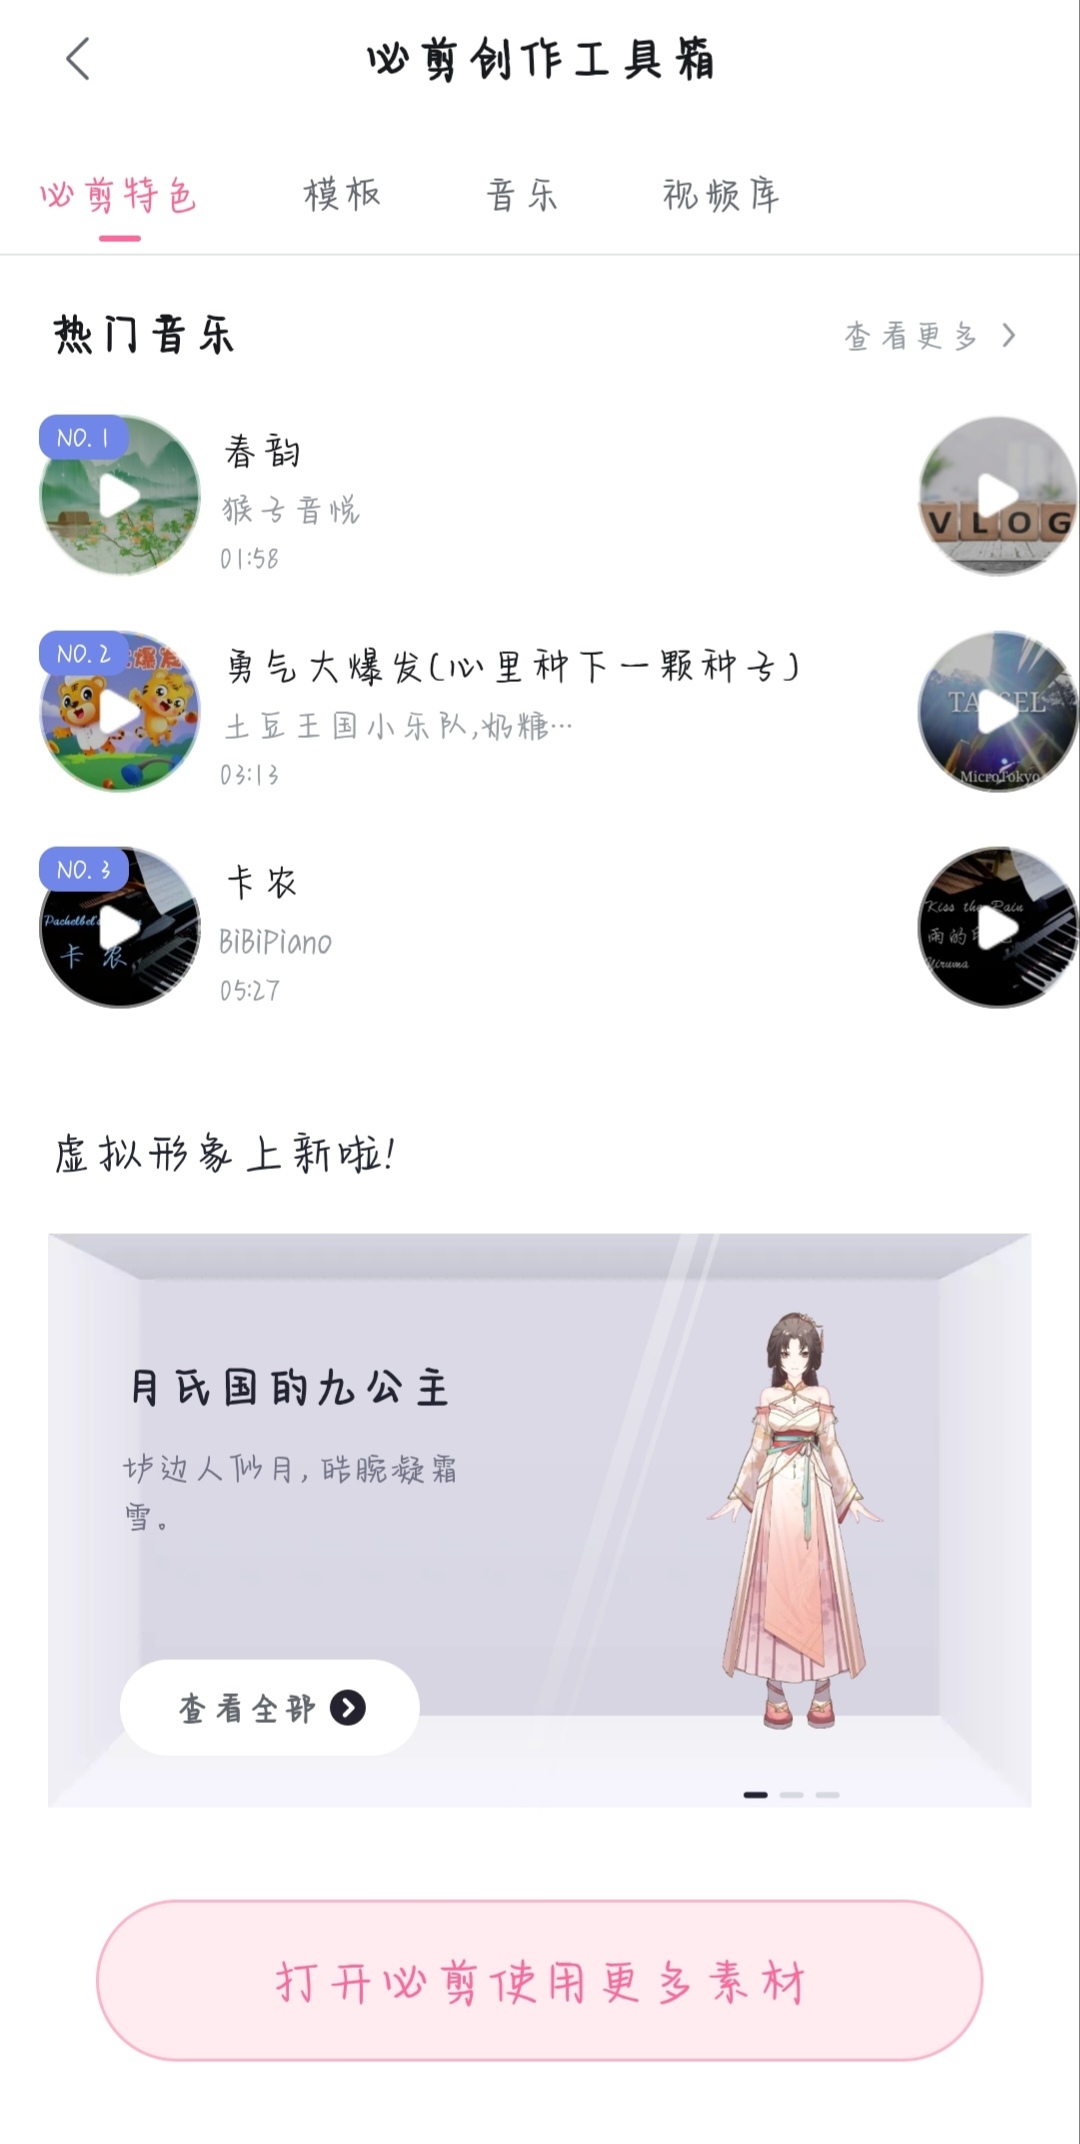 必剪创作工具箱
必剪特色 模板 音乐 视频库
热门音乐 查看更多
NO. 1
春韵
猴子音悦
01:58
VLOG
NO. 2
勇气大爆发(心里种下一颗种子)
土豆王国小乐队,奶糖…
03:13
MicroTokyo
NO. 3
卡农
BiBiPiano
05:27
卡农
Kiss the Rain
雨的
Yiruma
虚拟形象上新啦!
月氏国的九公主
垆边人似月,皓腕凝霜
雪。
查看全部
打开必剪使用更多素材